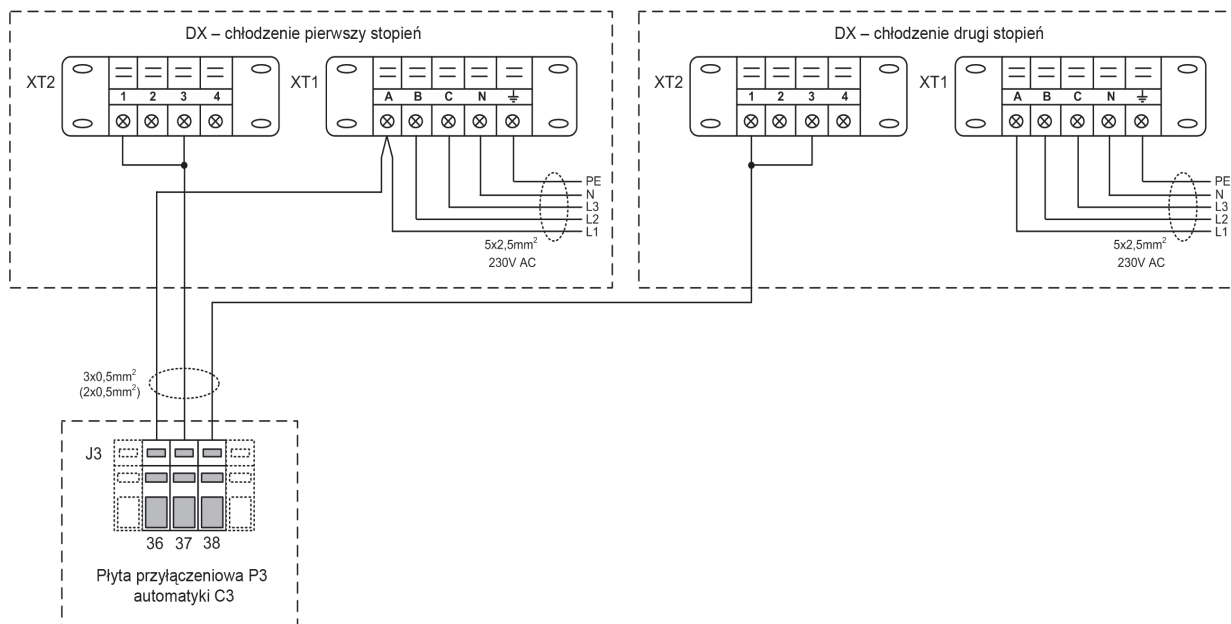 DX – chłodzenie pierwszy stopień
XT2
1 2 3 4
XT1
A B C N
PE
N
L3
L2
L1
5x2,5mm²
230V AC
DX – chłodzenie drugi stopień
XT2
1 2 3 4
XT1
A B C N
PE
N
L3
L2
L1
5x2,5mm²
230V AC
3x0,5mm²
(2x0,5mm²)
J3
36 37 38
Płyta przyłączeniowa P3
automatyki C3